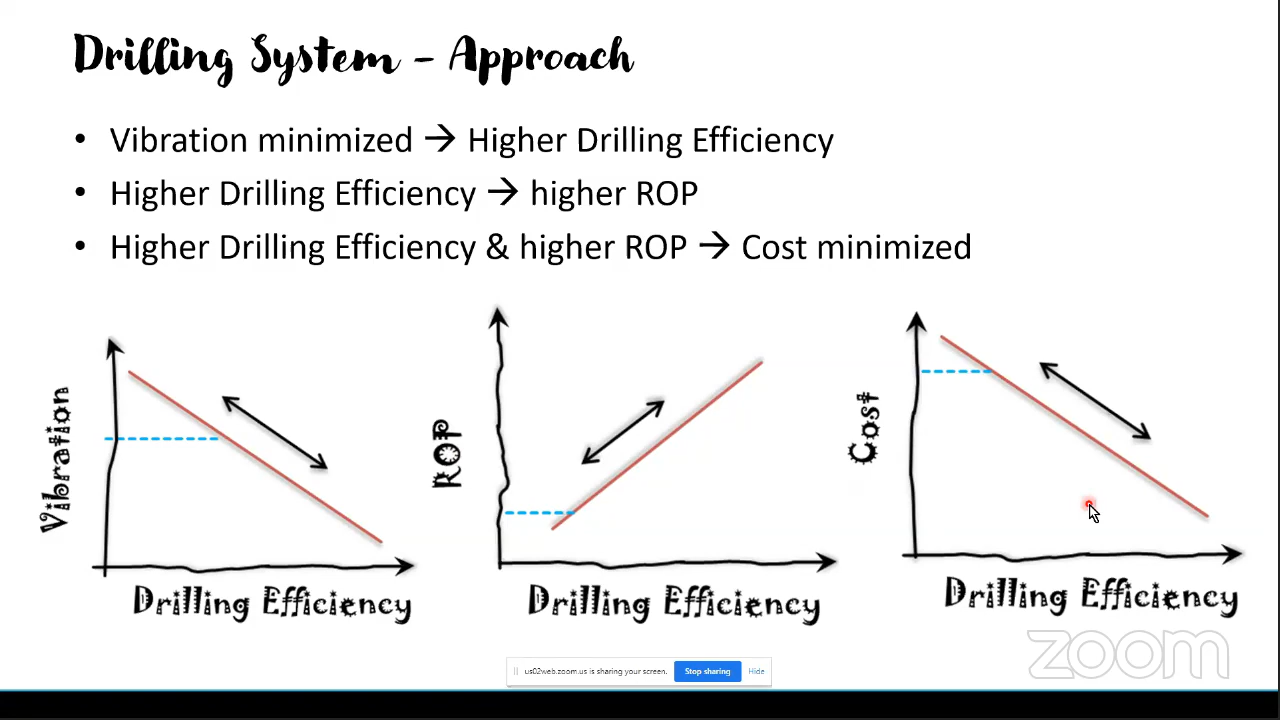 Drilling System - Approach
• Vibration minimized → Higher Drilling Efficiency
• Higher Drilling Efficiency → higher ROP
• Higher Drilling Efficiency & higher ROP → Cost minimized
Vibration
Drilling Efficiency
ROP
Drilling Efficiency
Cost
Drilling Efficiency
zoom
us02web.zoom.us is sharing your screen. Stop sharing Hide